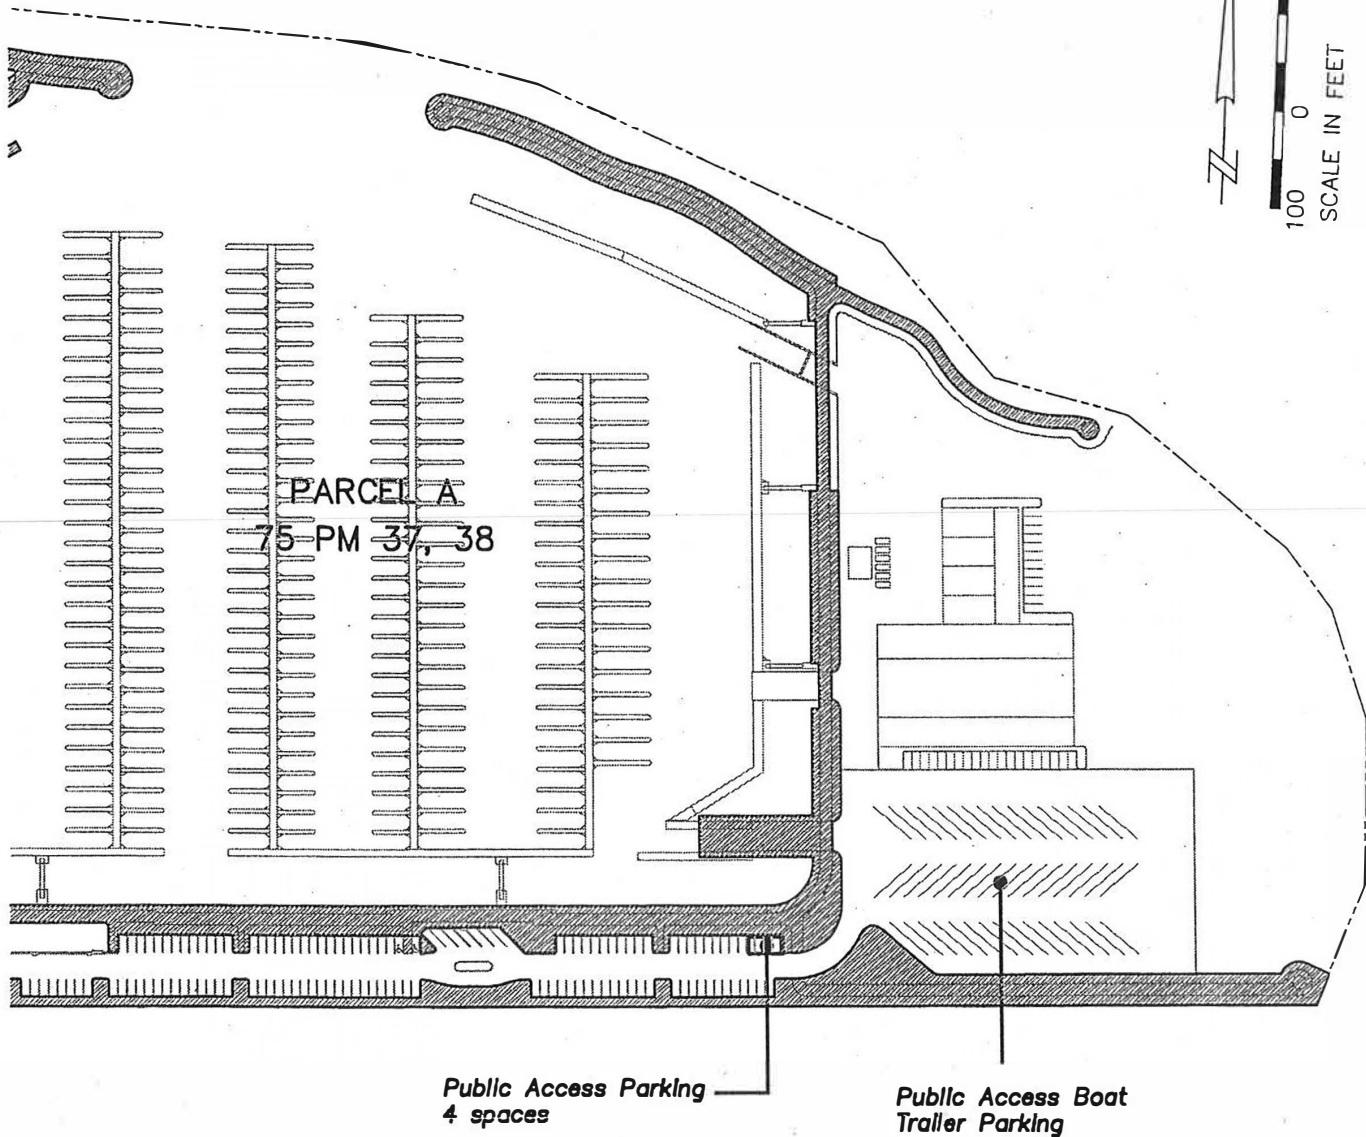 100 0
SCALE IN FEET
PARCEL A
75 PM 37, 38
Public Access Parking
4 spaces
Public Access Boat
Trailer Parking